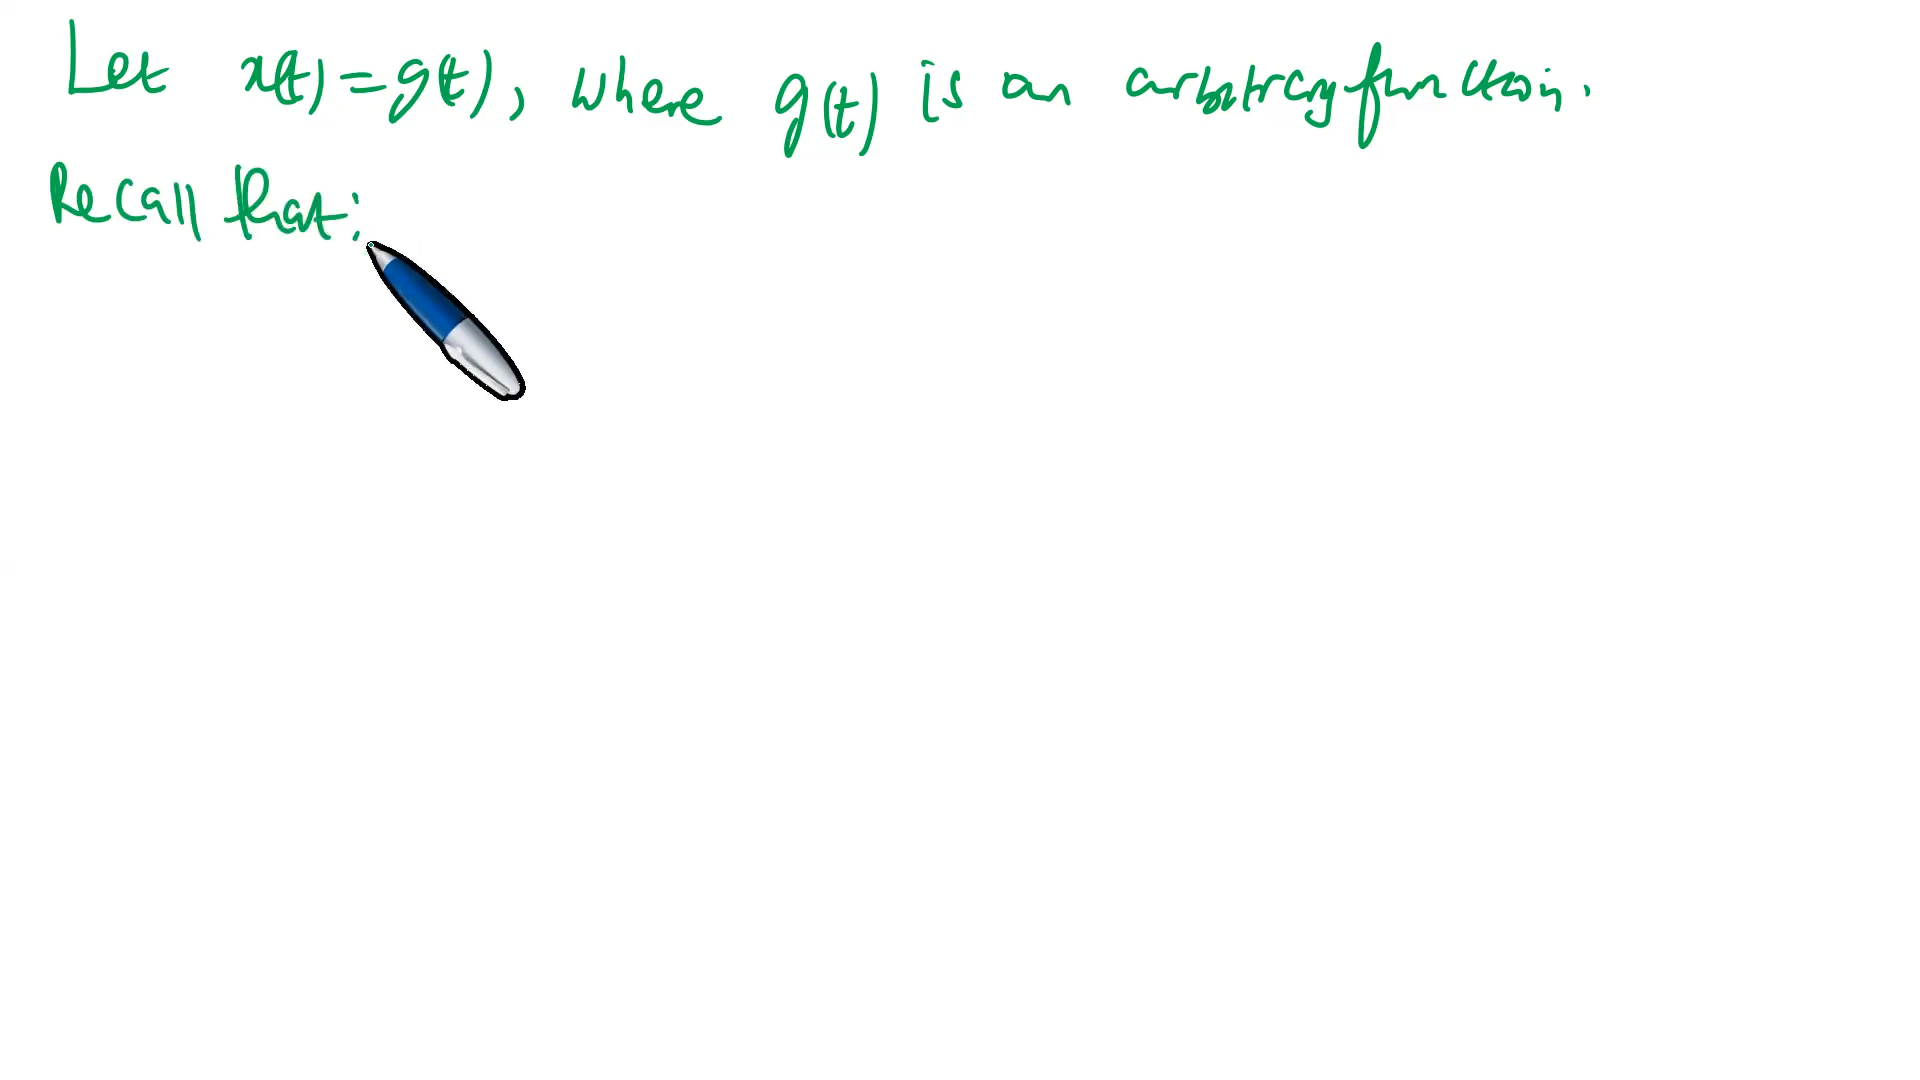 Let x(t) = g(t), where g(t) is an arbitrary function.
Recall that: